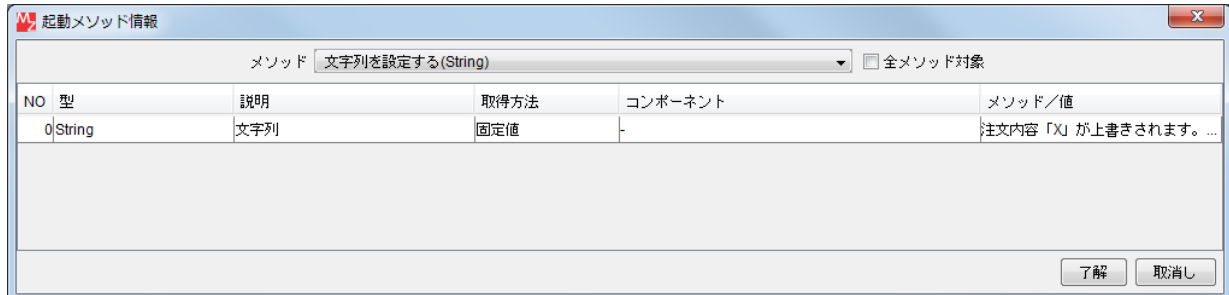 起動メソッド情報
メソッド 文字列を設定する(String) 全メソッド対象
NO 型 説明 取得方法 コンポーネント メソッド／値
0 String 文字列 固定値 - 注文内容「X」が上書きされます。...
了解 取消し